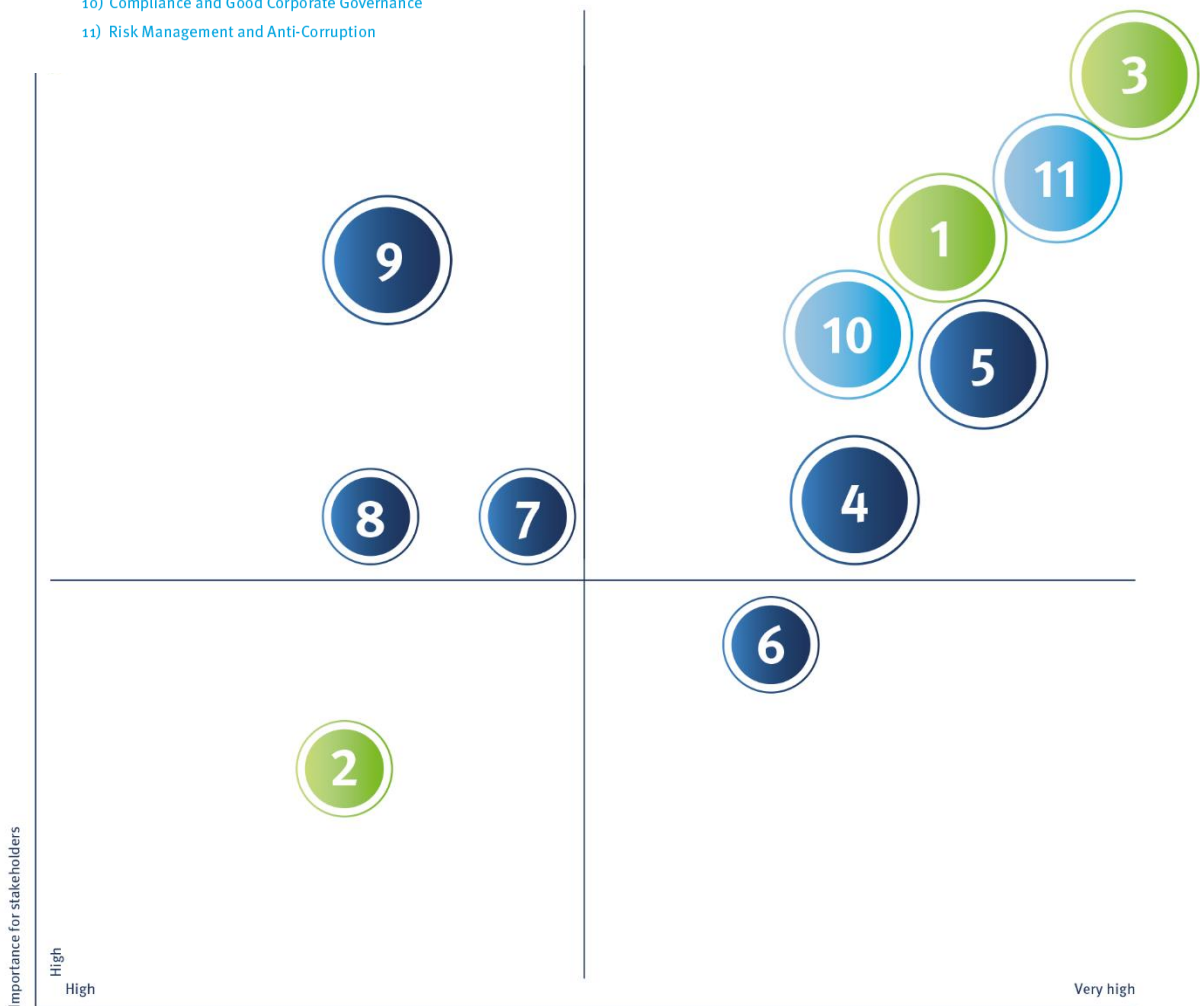 10) Compliance and Good Corporate Governance
11) Risk Management and Anti-Corruption
3
11
1
9
10
5
8
7
4
6
2
Importance for stakeholders
High
High
Very high